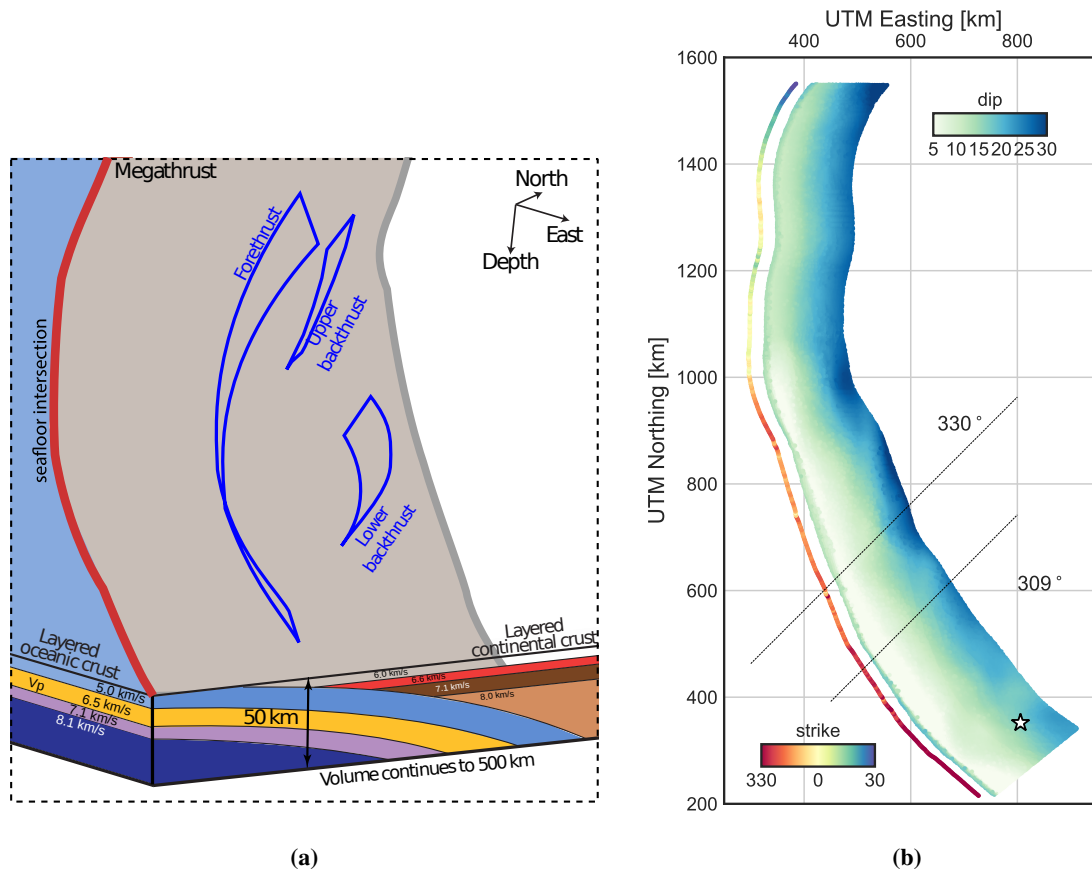 Megathrust
North
East
Depth
Forethrust
Upper
backthrust
Lower
backthrust
seafloor intersection
Layered
oceanic crust
Layered
continental crust
Vp
5.0 km/s
6.5 km/s
7.1 km/s
8.1 km/s
6.0 km/s
6.6 km/s
7.1 km/s
8.0 km/s
50 km
Volume continues to 500 km
(a)
UTM Easting [km]
400 600 800
UTM Northing [km]
1600
1400
1200
1000
800
600
400
200
dip
5 10 15 20 25 30
330 °
309 °
strike
330 0 30
(b)